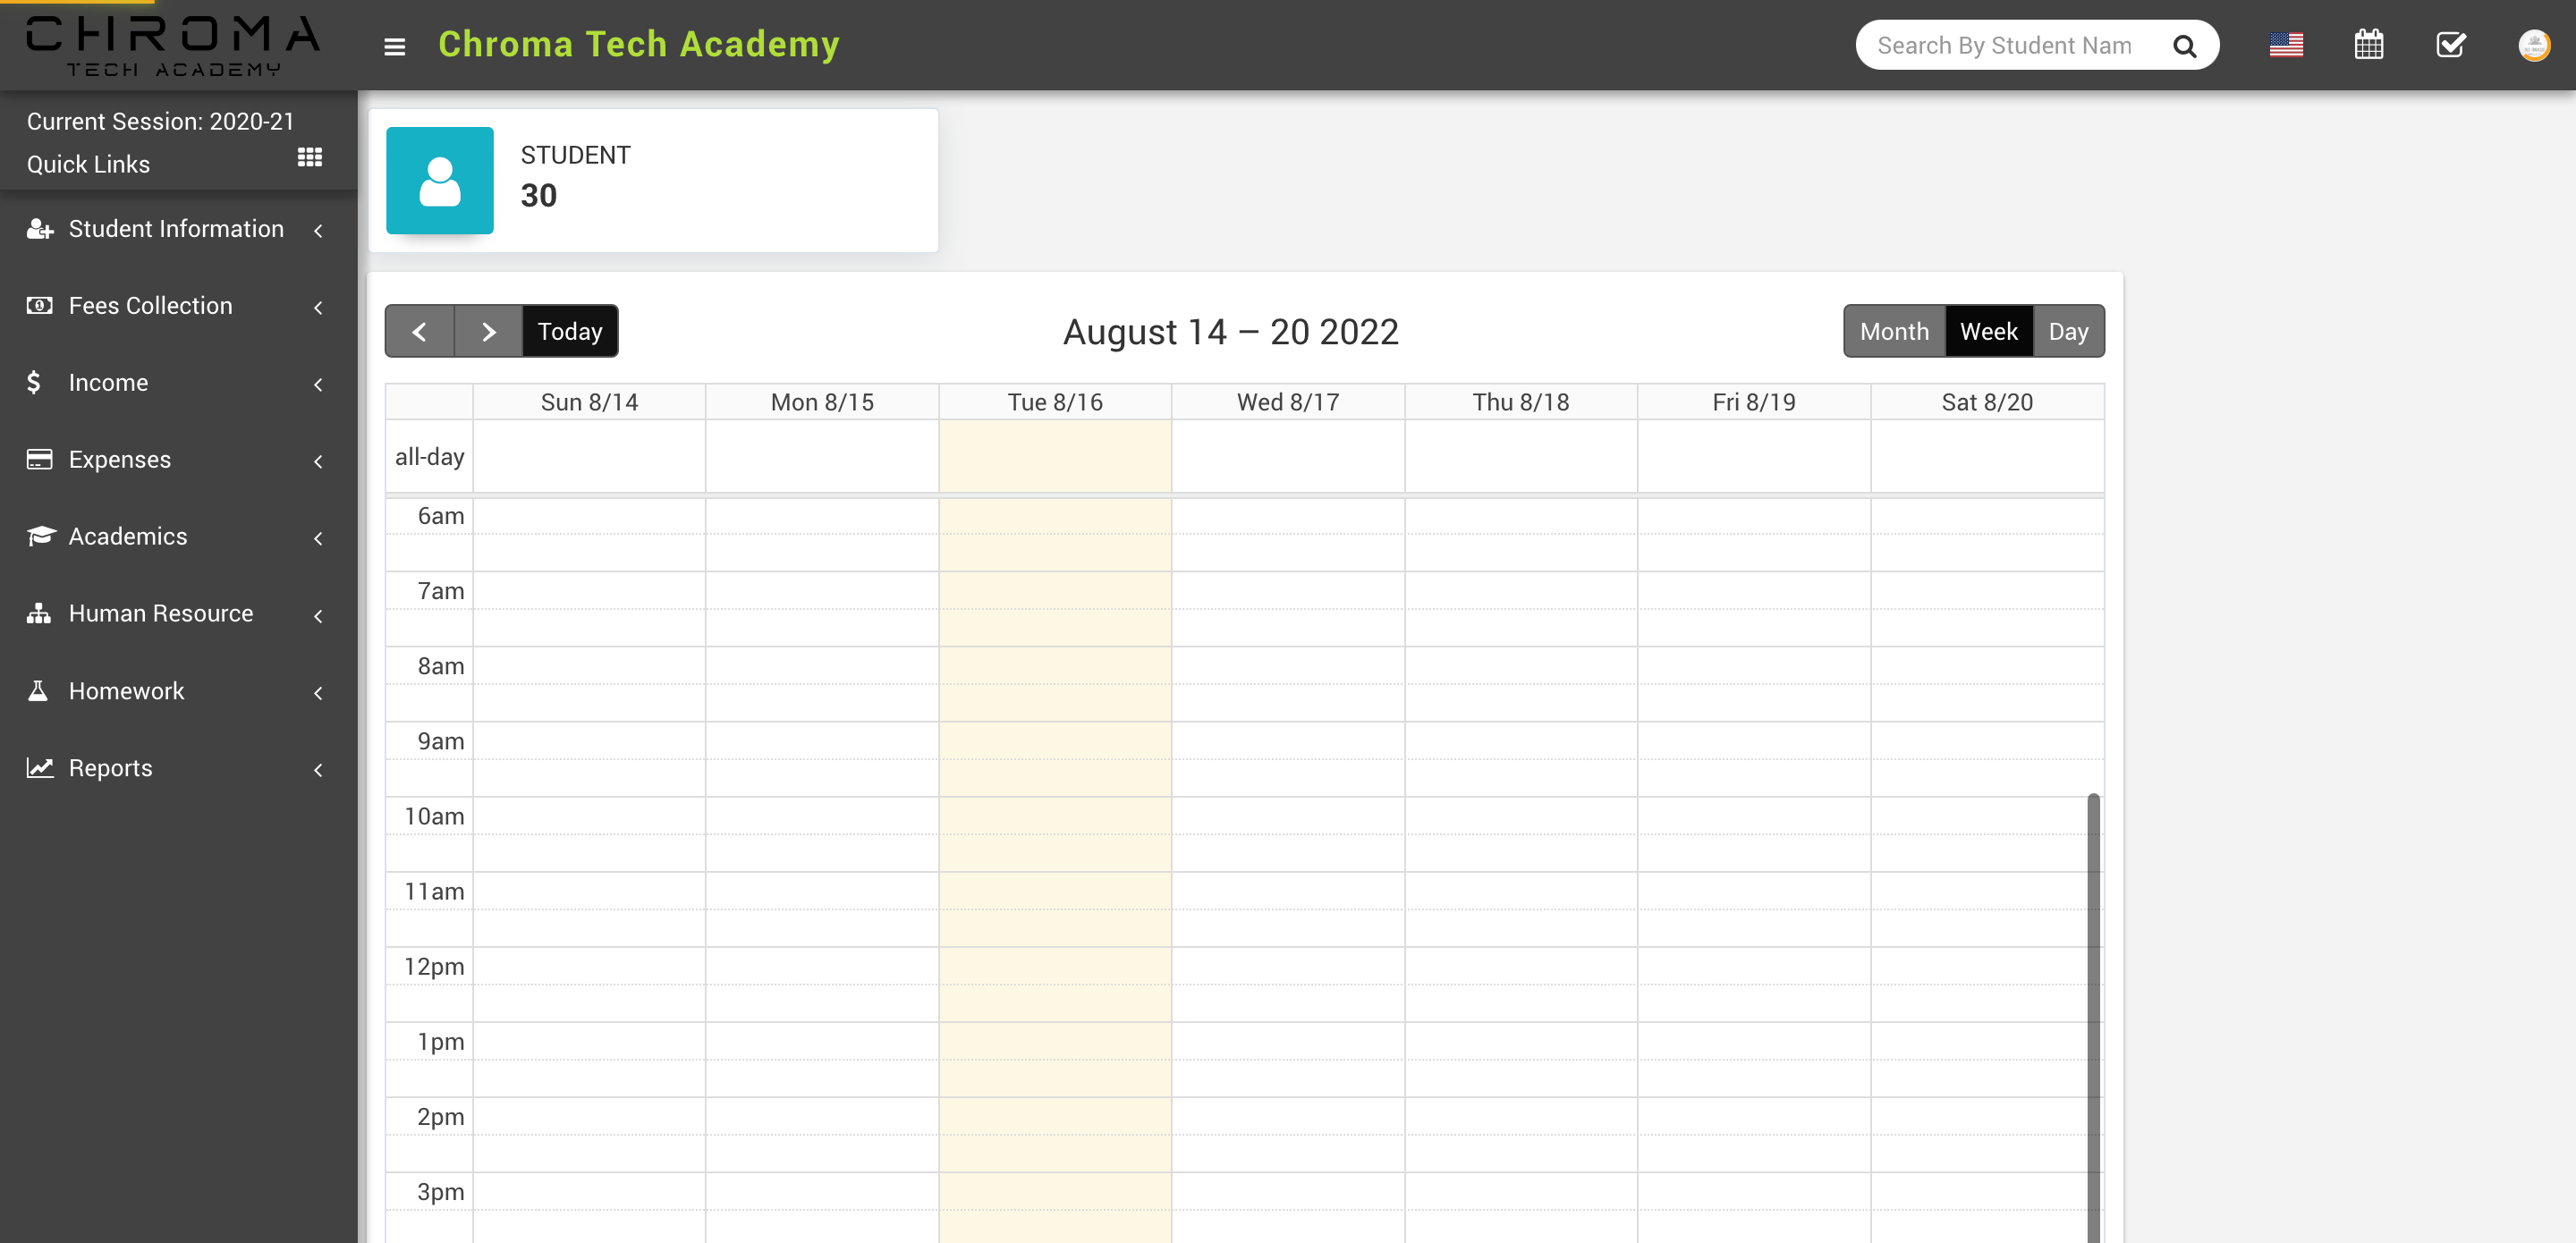 CHROMA
TECH ACADEMY
Chroma Tech Academy
Search By Student Nam
Current Session: 2020-21
Quick Links
Student Information
Fees Collection
Income
Expenses
Academics
Human Resource
Homework
Reports
STUDENT
30
Today
August 14 – 20 2022
Month Week Day
Sun 8/14 Mon 8/15 Tue 8/16 Wed 8/17 Thu 8/18 Fri 8/19 Sat 8/20
all-day
6am
7am
8am
9am
10am
11am
12pm
1pm
2pm
3pm